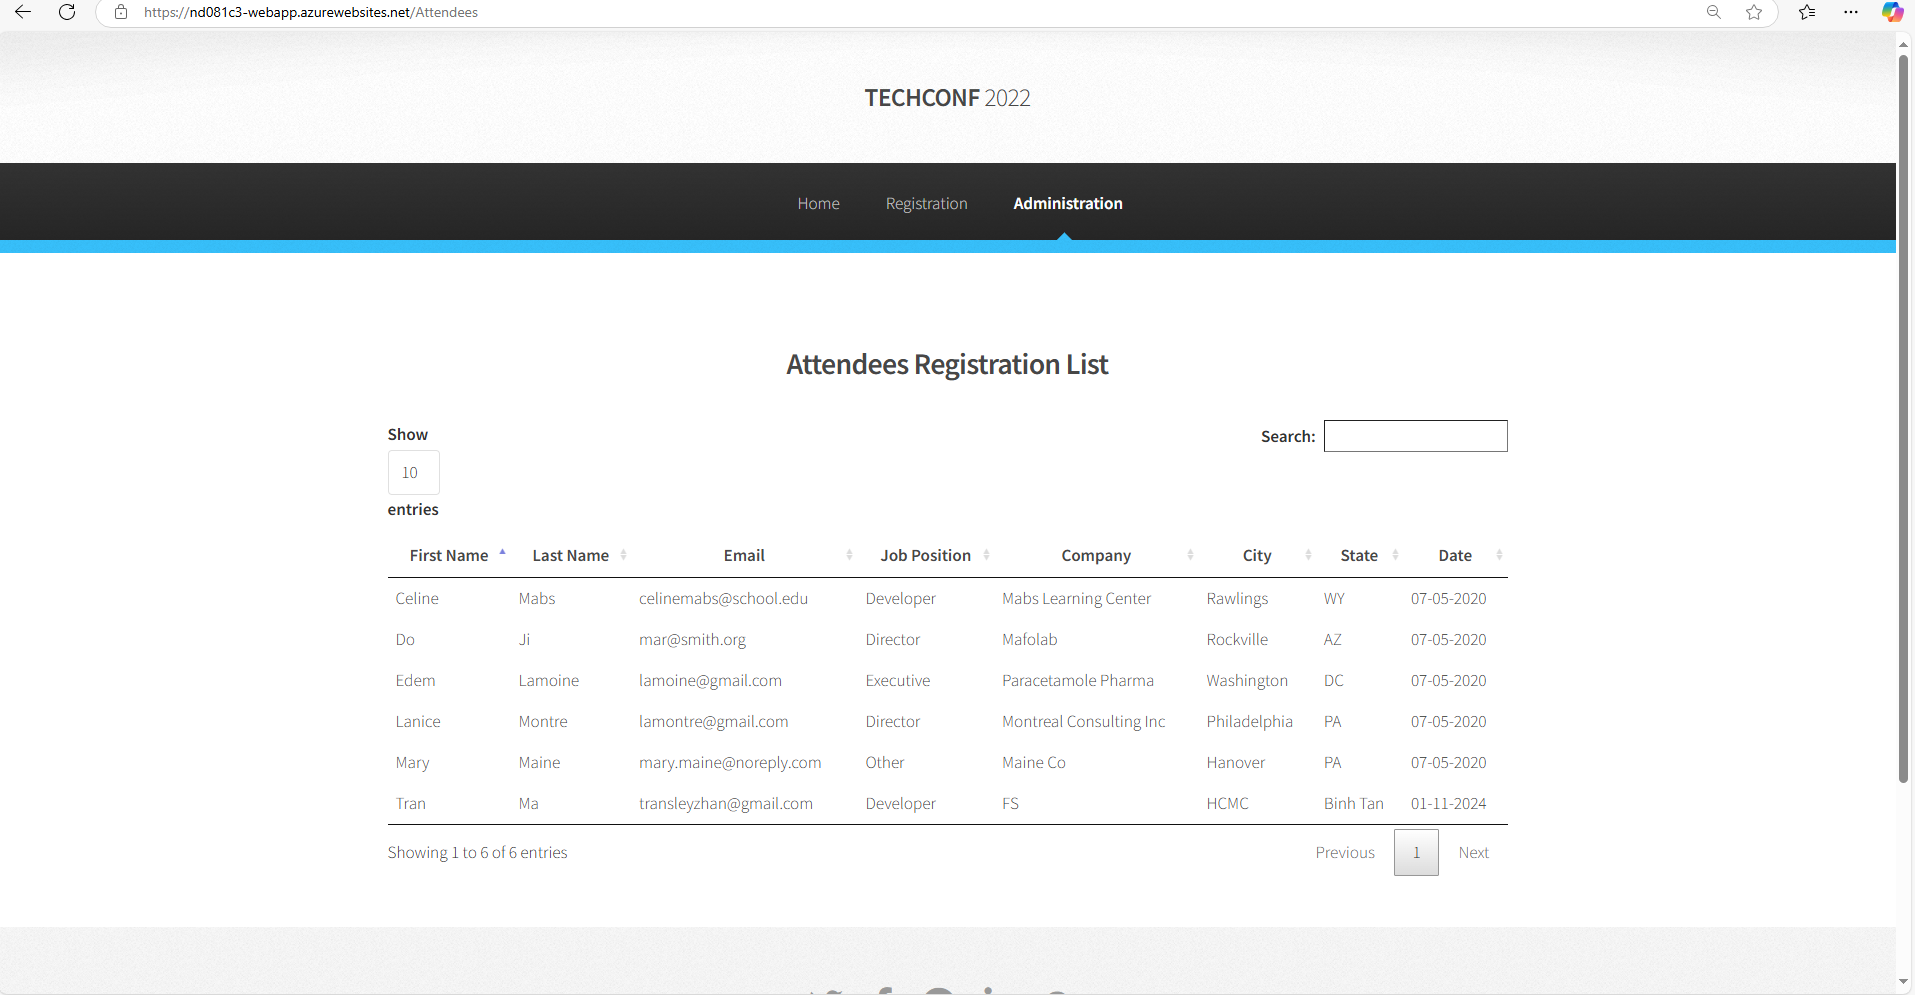 https://nd081c3-webapp.azurewebsites.net/Attendees
TECHCONF 2022
Home Registration Administration
Attendees Registration List
Show
10
entries
Search:
First Name Last Name Email Job Position Company City State Date
Celine Mabs celinemabs@school.edu Developer Mabs Learning Center Rawlings WY 07-05-2020
Do Ji mar@smith.org Director Mafolab Rockville AZ 07-05-2020
Edem Lamoine lamoine@gmail.com Executive Paracetamole Pharma Washington DC 07-05-2020
Lanice Montre lamontre@gmail.com Director Montreal Consulting Inc Philadelphia PA 07-05-2020
Mary Maine mary.maine@noreply.com Other Maine Co Hanover PA 07-05-2020
Tran Ma transleyzhan@gmail.com Developer FS HCMC Binh Tan 01-11-2024
Showing 1 to 6 of 6 entries
Previous 1 Next